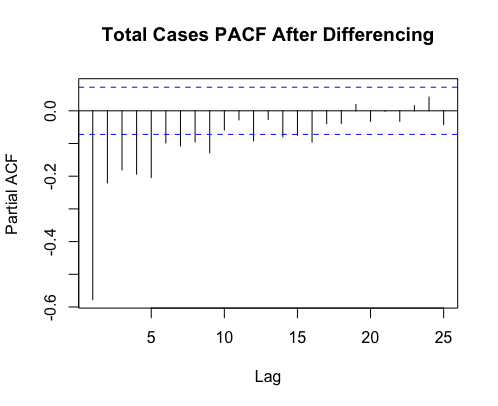 Total Cases PACF After Differencing
Partial ACF
0.0
-0.2
-0.4
-0.6
5 10 15 20 25
Lag